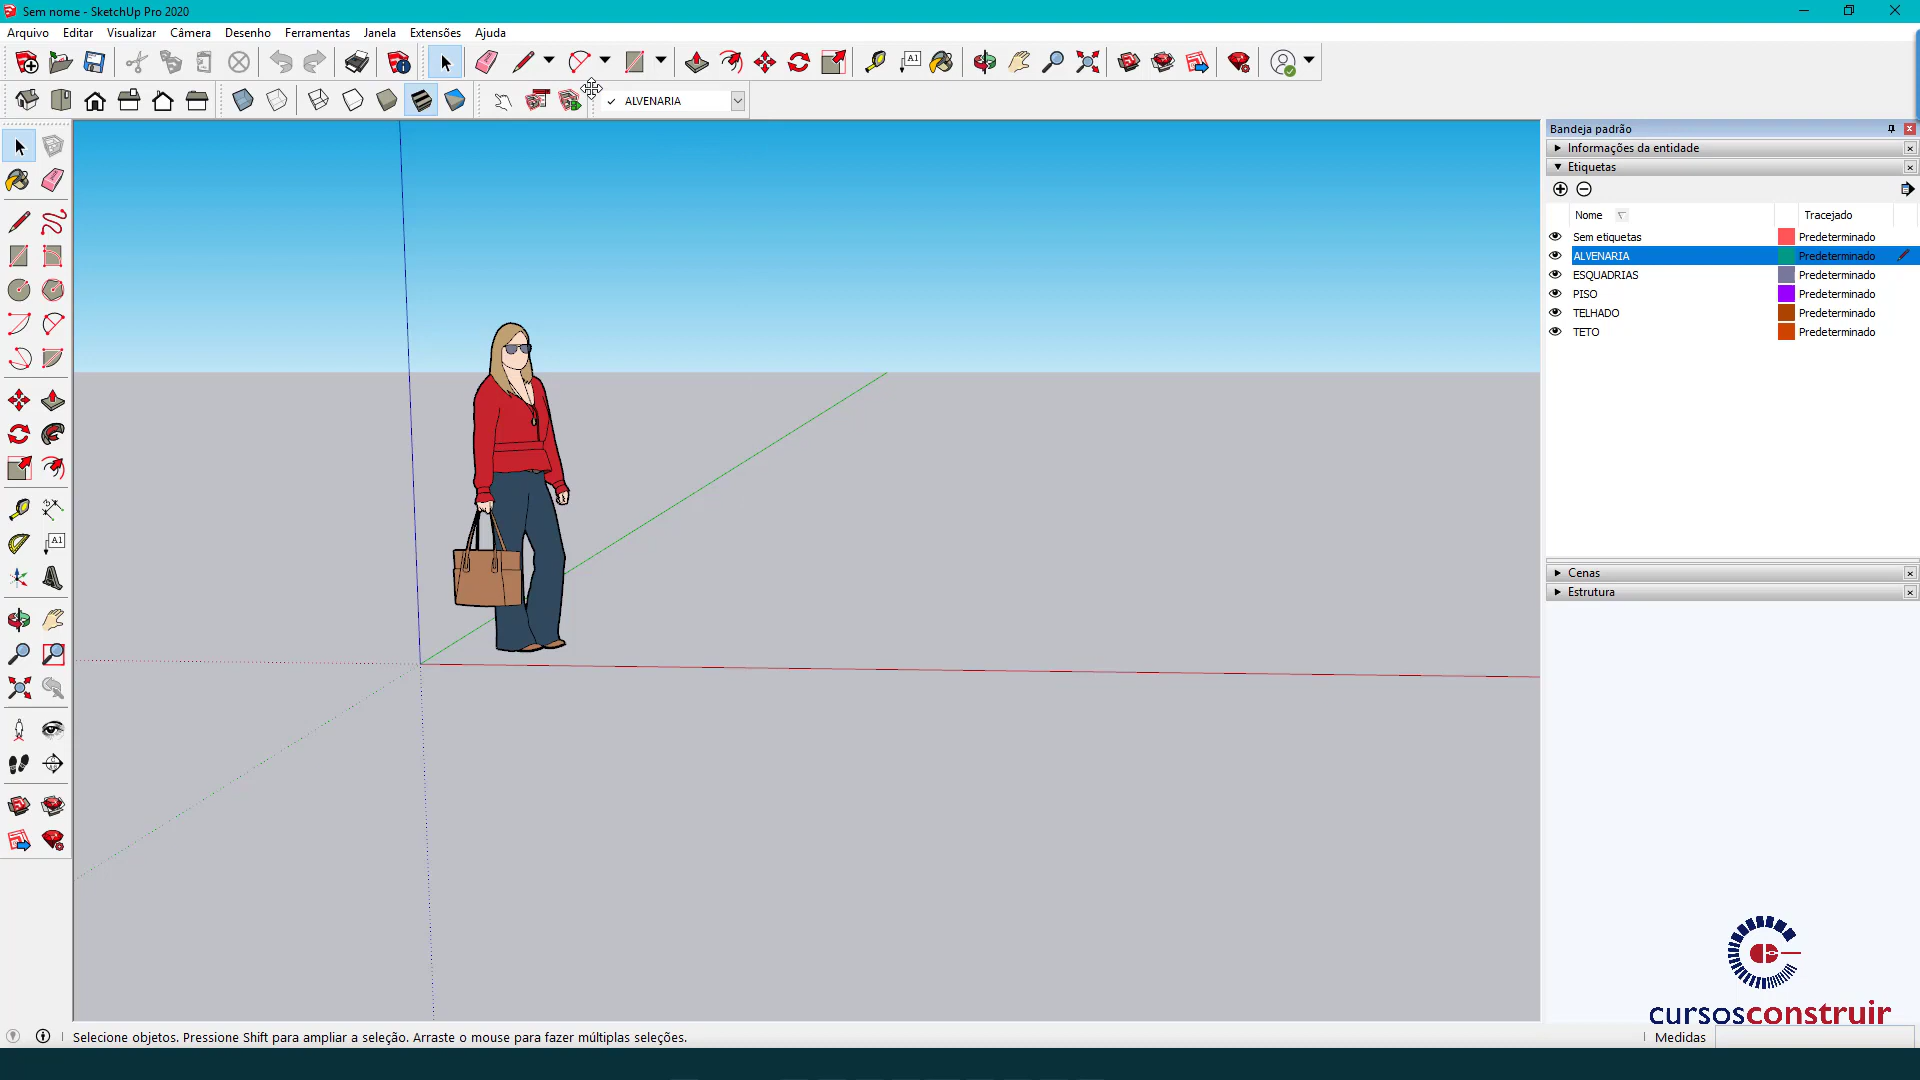 Sem nome - SketchUp Pro 2020
Arquivo Editar Visualizar Câmera Desenho Ferramentas Janela Extensões Ajuda
A1
✓ ALVENARIA
Bandeja padrão
Informações da entidade
Etiquetas
Nome Tracejado
Sem etiquetas Predeterminado
ALVENARIA Predeterminado
ESQUADRIAS Predeterminado
PISO Predeterminado
TELHADO Predeterminado
TETO Predeterminado
A1
Cenas
Estrutura
cursosconstruir
Selecione objetos. Pressione Shift para ampliar a seleção. Arraste o mouse para fazer múltiplas seleções.
Medidas